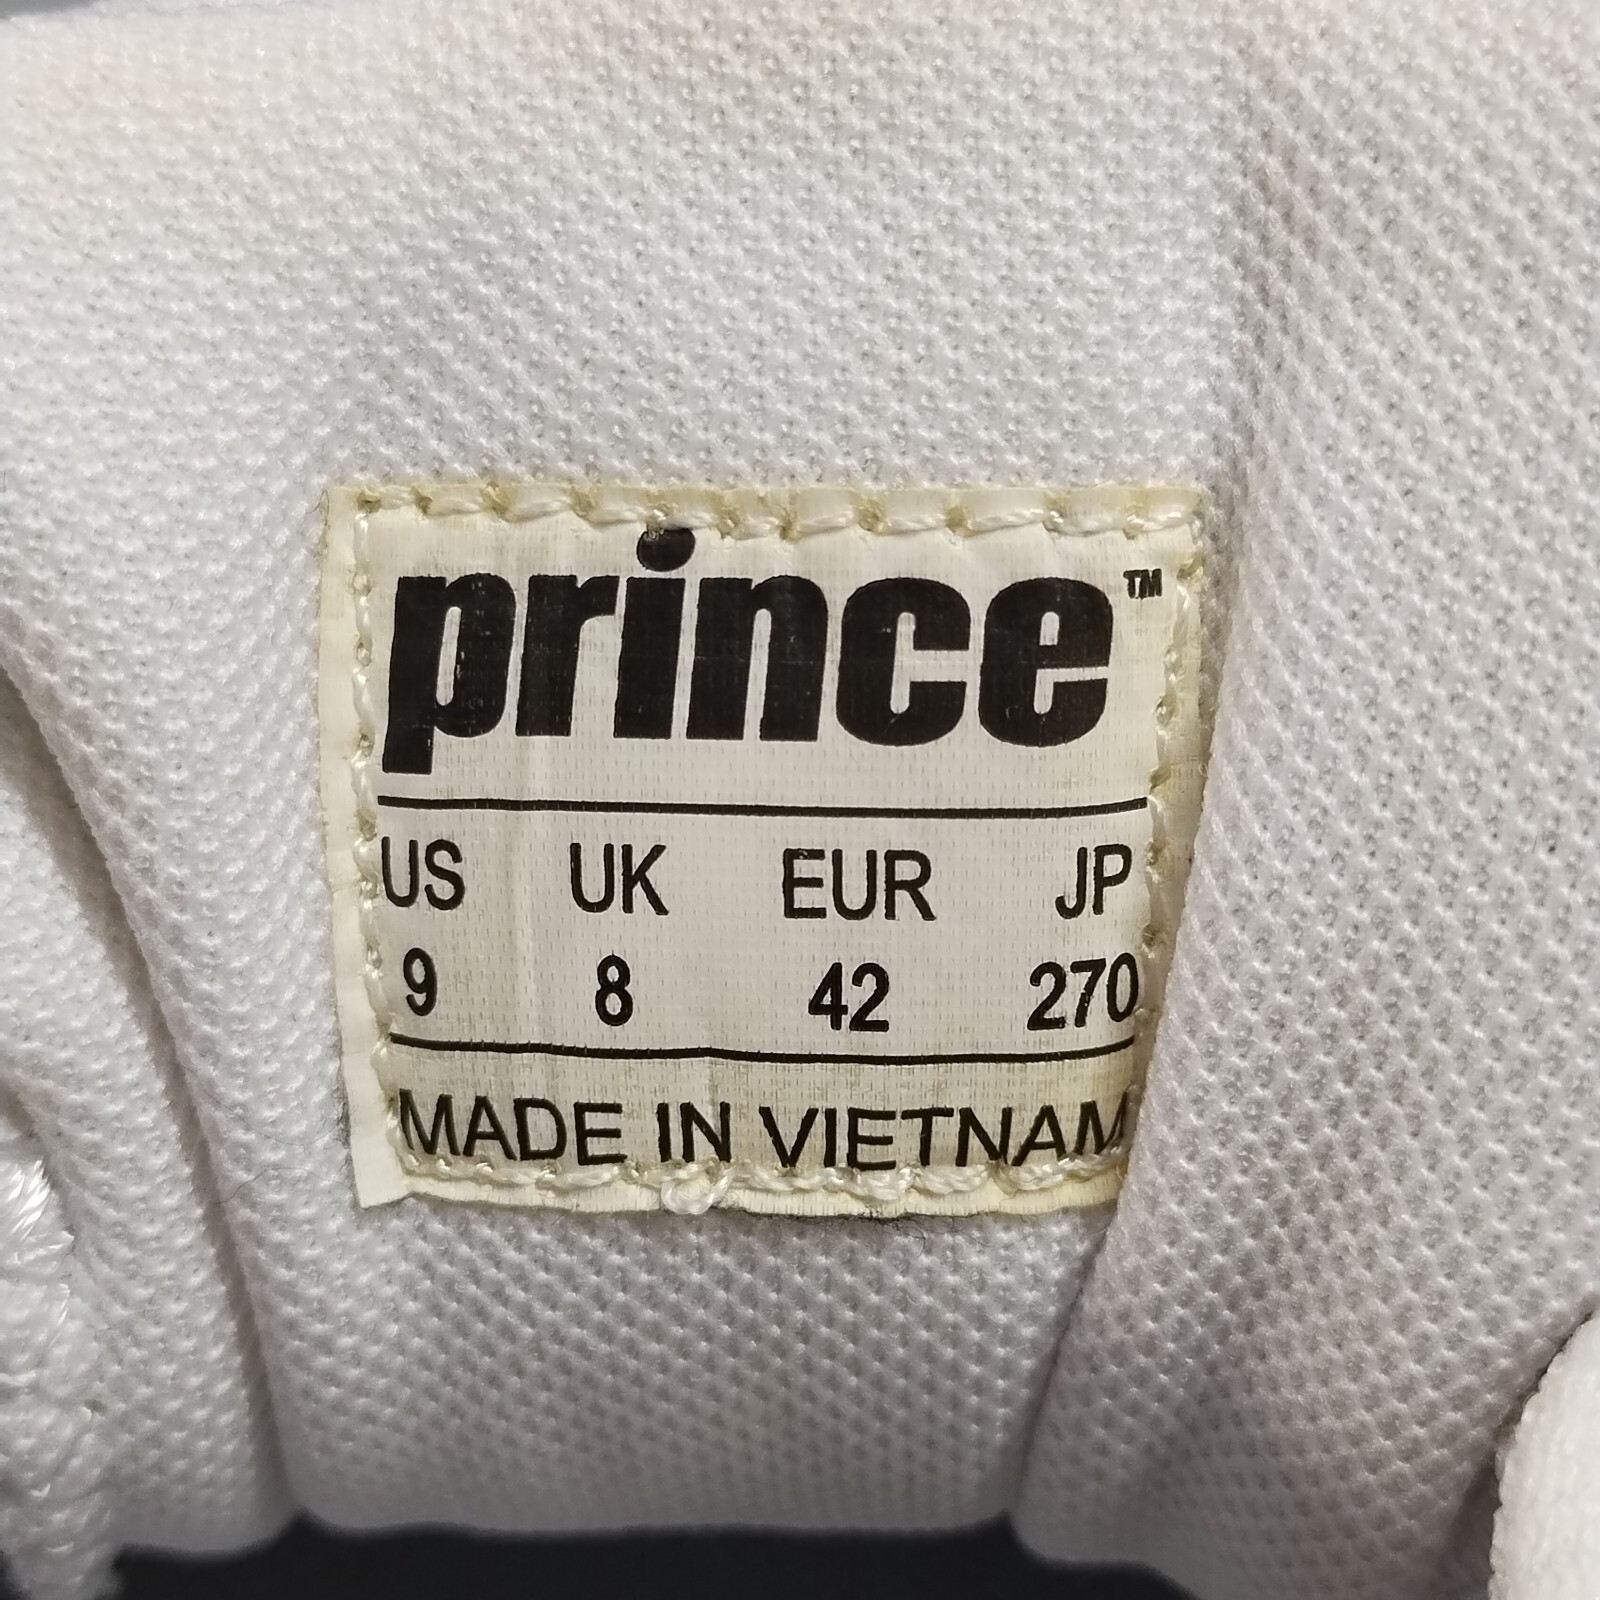 prince™
US UK EUR JP
9 8 42 270
MADE IN VIETNAM